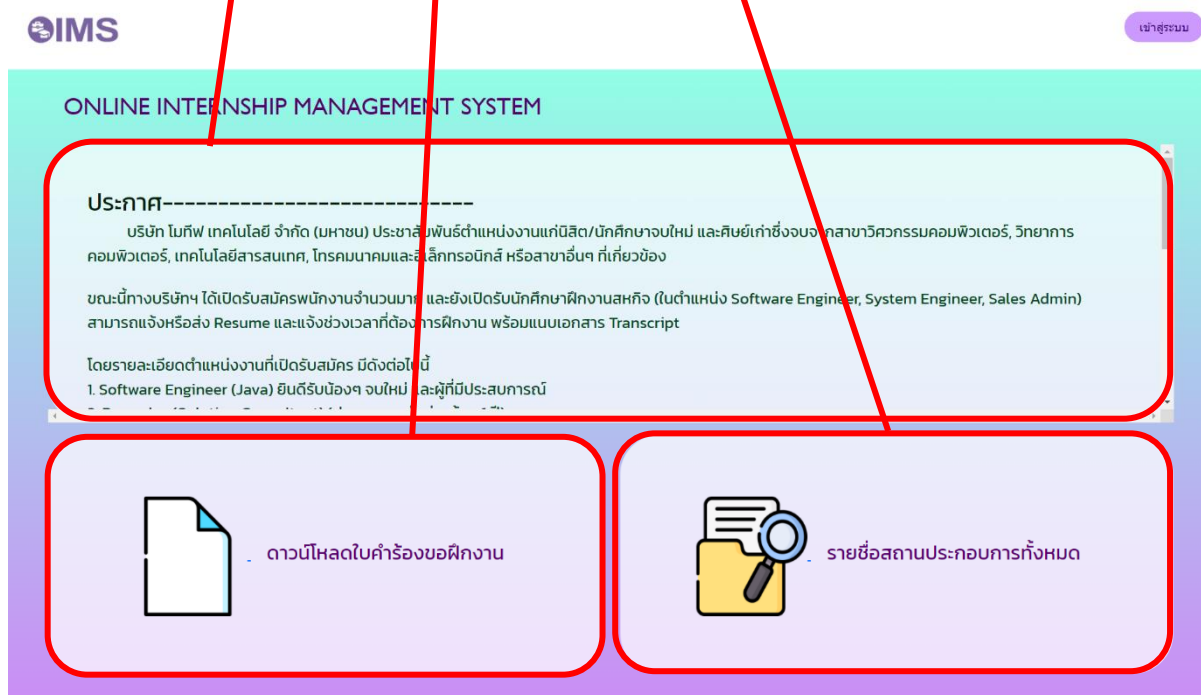 OIMS
เข้าสู่ระบบ
ONLINE INTERNSHIP MANAGEMENT SYSTEM
ประกาศ----------------------------
บริษัท โมทีฟ เทคโนโลยี จำกัด (มหาชน) ประชาสัมพันธ์ตำแหน่งงานแก่นิสิต/นักศึกษาจบใหม่ และศิษย์เก่าซึ่งจบจากสาขาวิศวกรรมคอมพิวเตอร์, วิทยาการ
คอมพิวเตอร์, เทคโนโลยีสารสนเทศ, โทรคมนาคมและอิเล็กทรอนิกส์ หรือสาขาอื่นๆ ที่เกี่ยวข้อง
ขณะนี้ทางบริษัทฯ ได้เปิดรับสมัครพนักงานจำนวนมาก และยังเปิดรับนักศึกษาฝึกงานสหกิจ (ในตำแหน่ง Software Engineer, System Engineer, Sales Admin)
สามารถแจ้งหรือส่ง Resume และแจ้งช่วงเวลาที่ต้องการฝึกงาน พร้อมแนบเอกสาร Transcript
โดยรายละเอียดตำแหน่งงานที่เปิดรับสมัคร มีดังต่อไปนี้
1. Software Engineer (Java) ยินดีรับน้องๆ จบใหม่ และผู้ที่มีประสบการณ์
ดาวน์โหลดใบคำร้องขอฝึกงาน
รายชื่อสถานประกอบการทั้งหมด